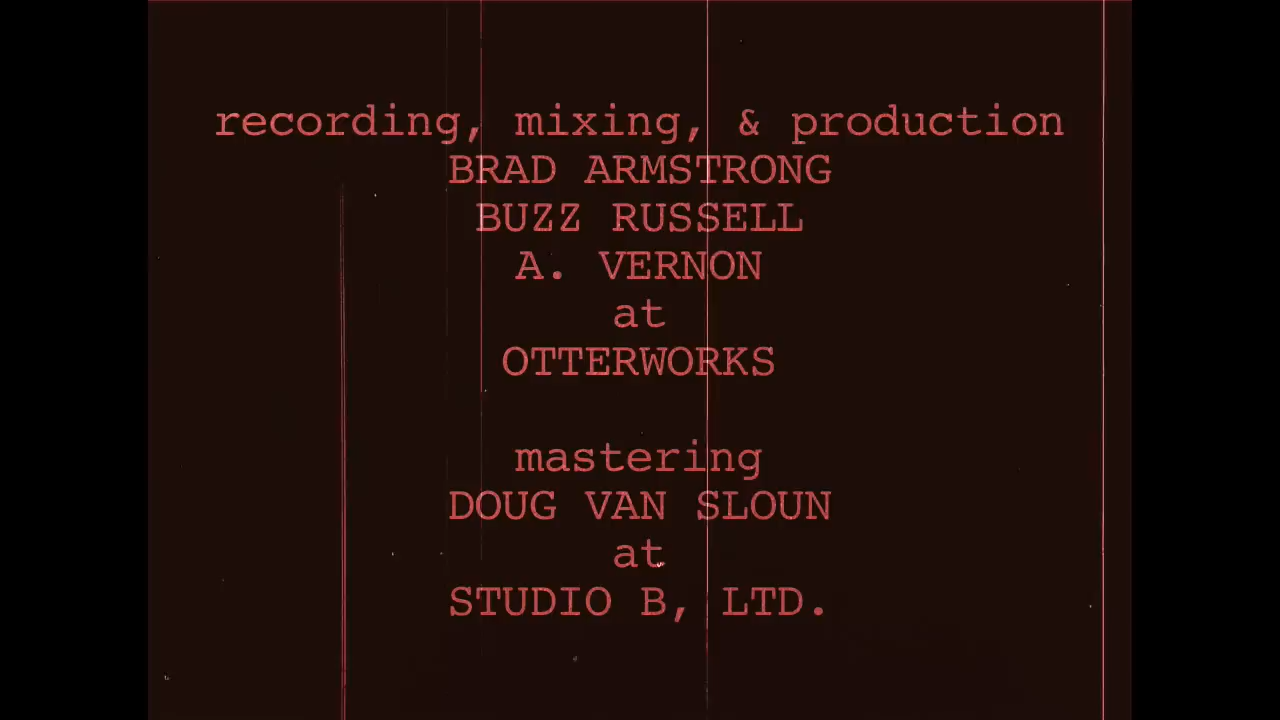 recording, mixing, & production
BRAD ARMSTRONG
BUZZ RUSSELL
A. VERNON
at
OTTERWORKS
mastering
DOUG VAN SLOUN
at
STUDIO B, LTD.